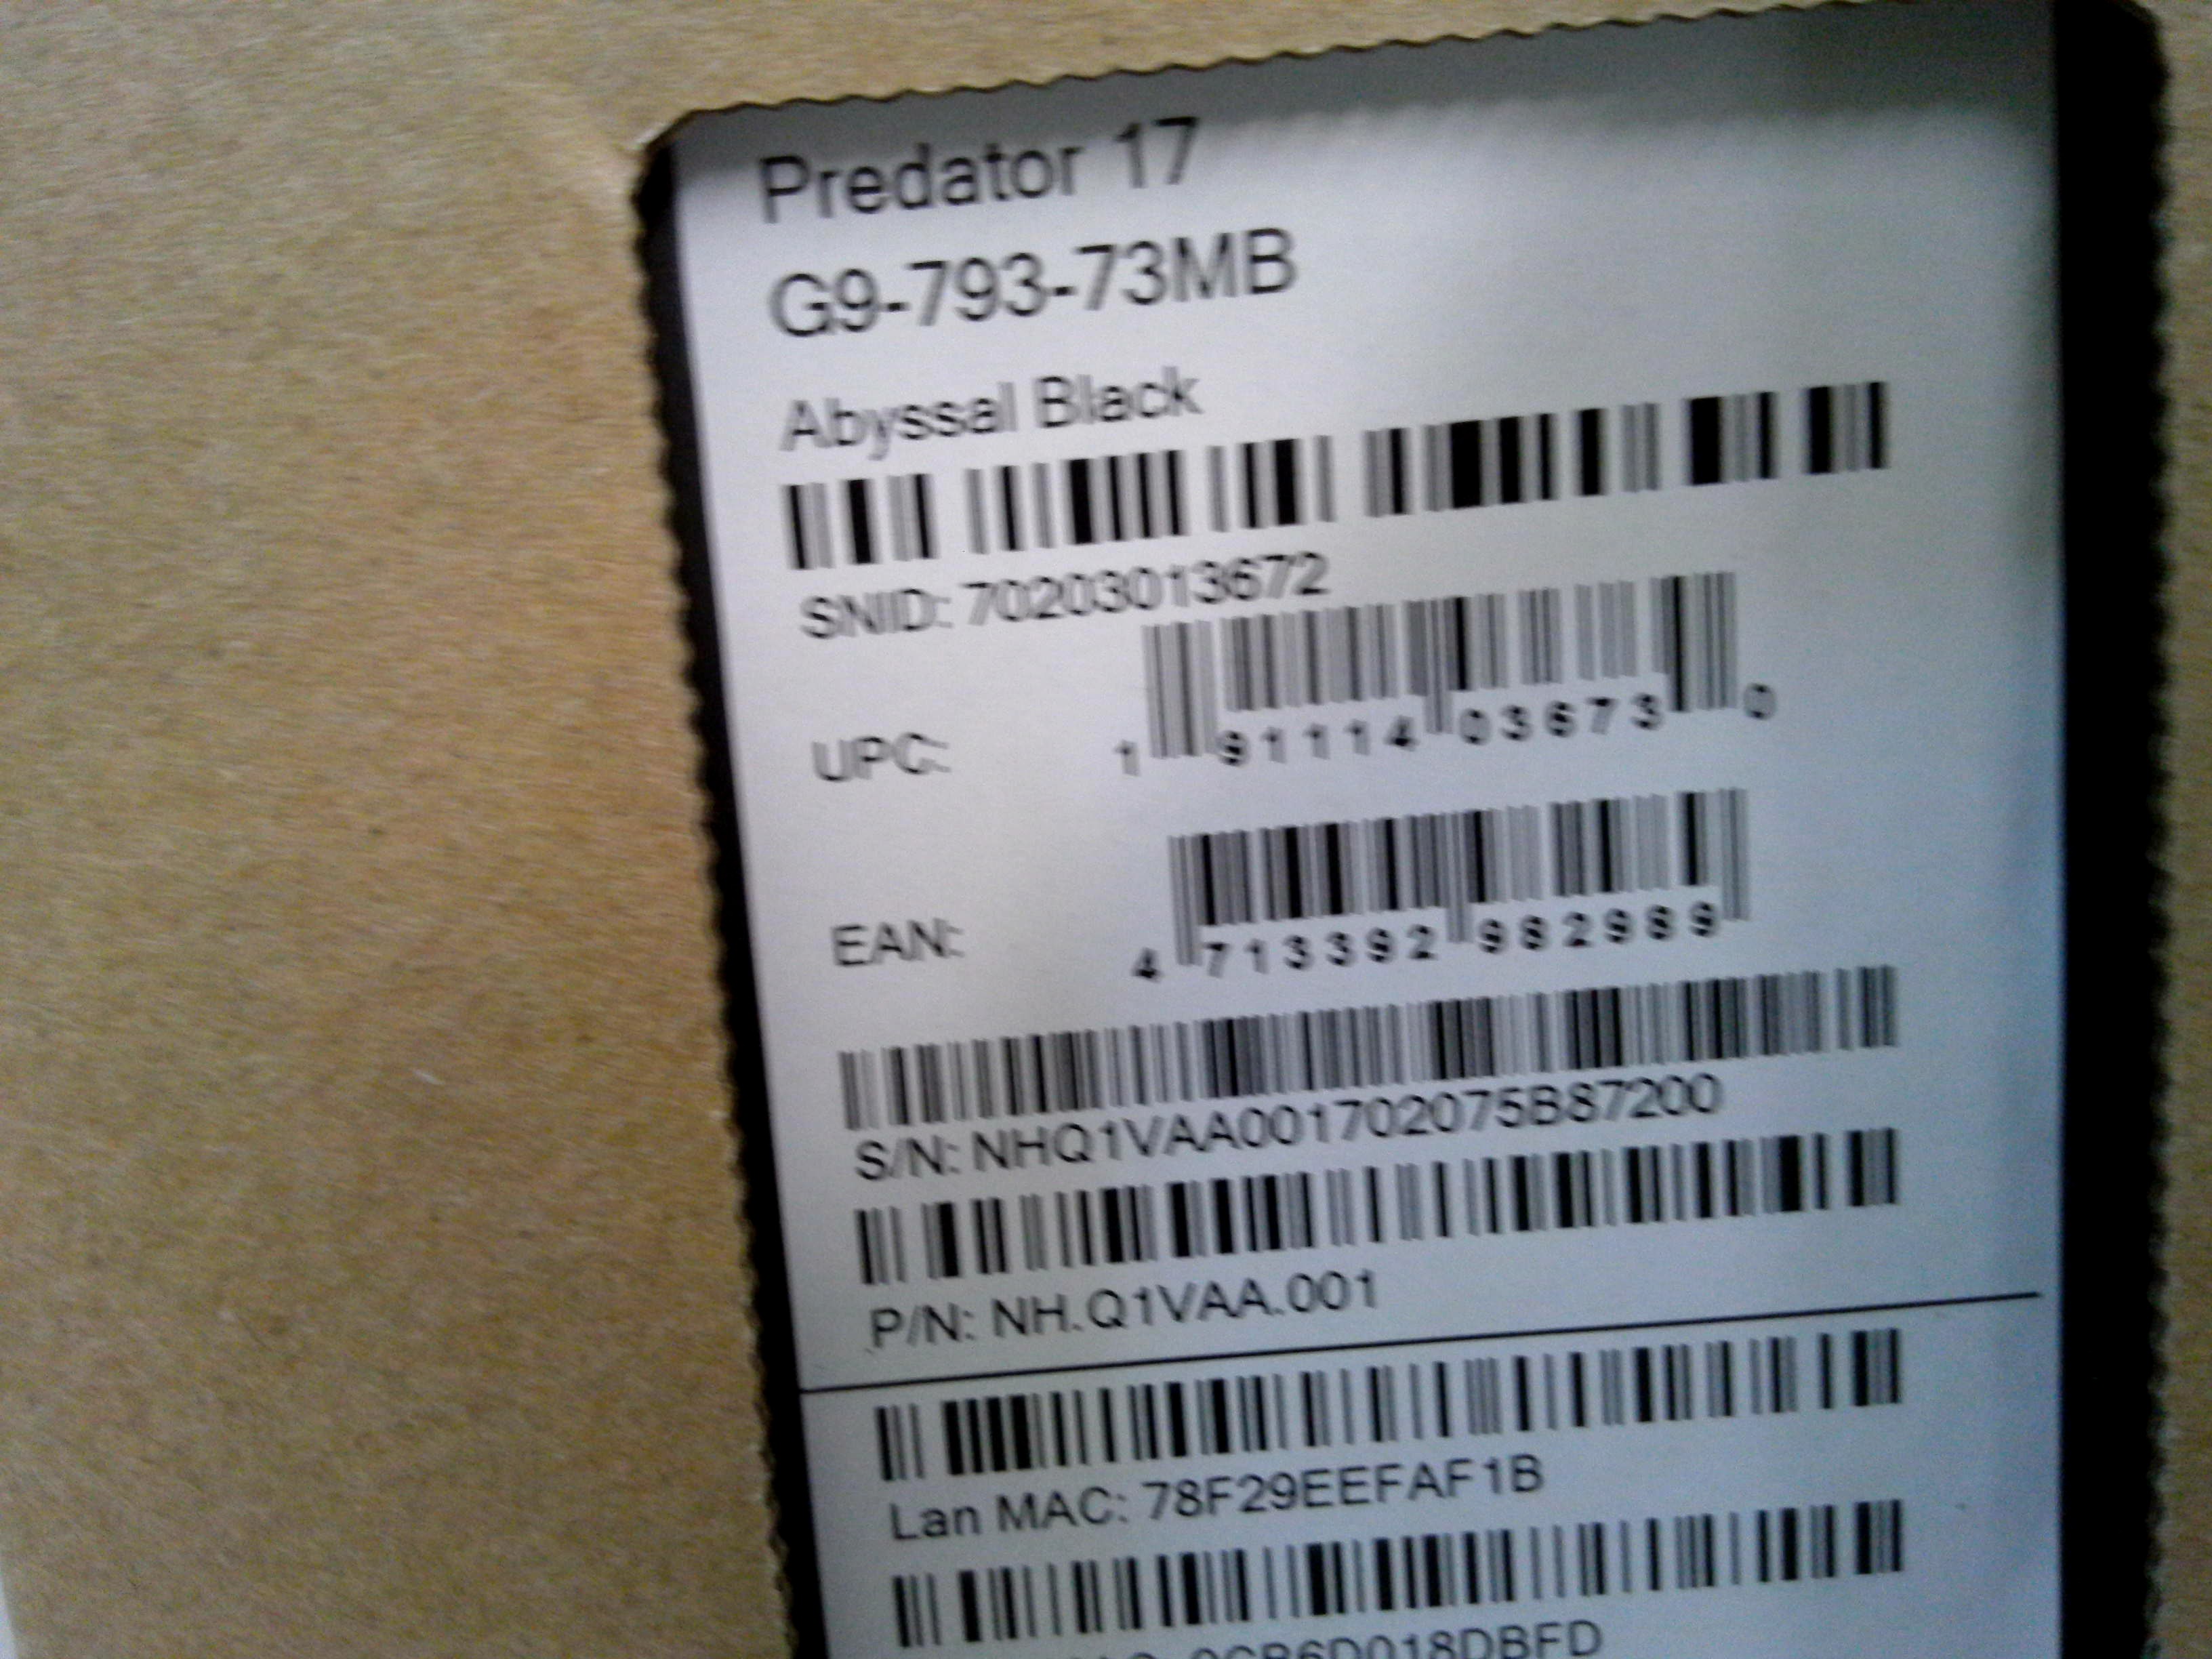 Predator 17
G9-793-73MB
Abyssal Black
SNID: 70203013672
UPC: 1 91114 03673 0
EAN: 4 713392 982989
S/N: NHQ1VAA001702075B87200
P/N: NH.Q1VAA.001
Lan MAC: 78F29EEFAF1B